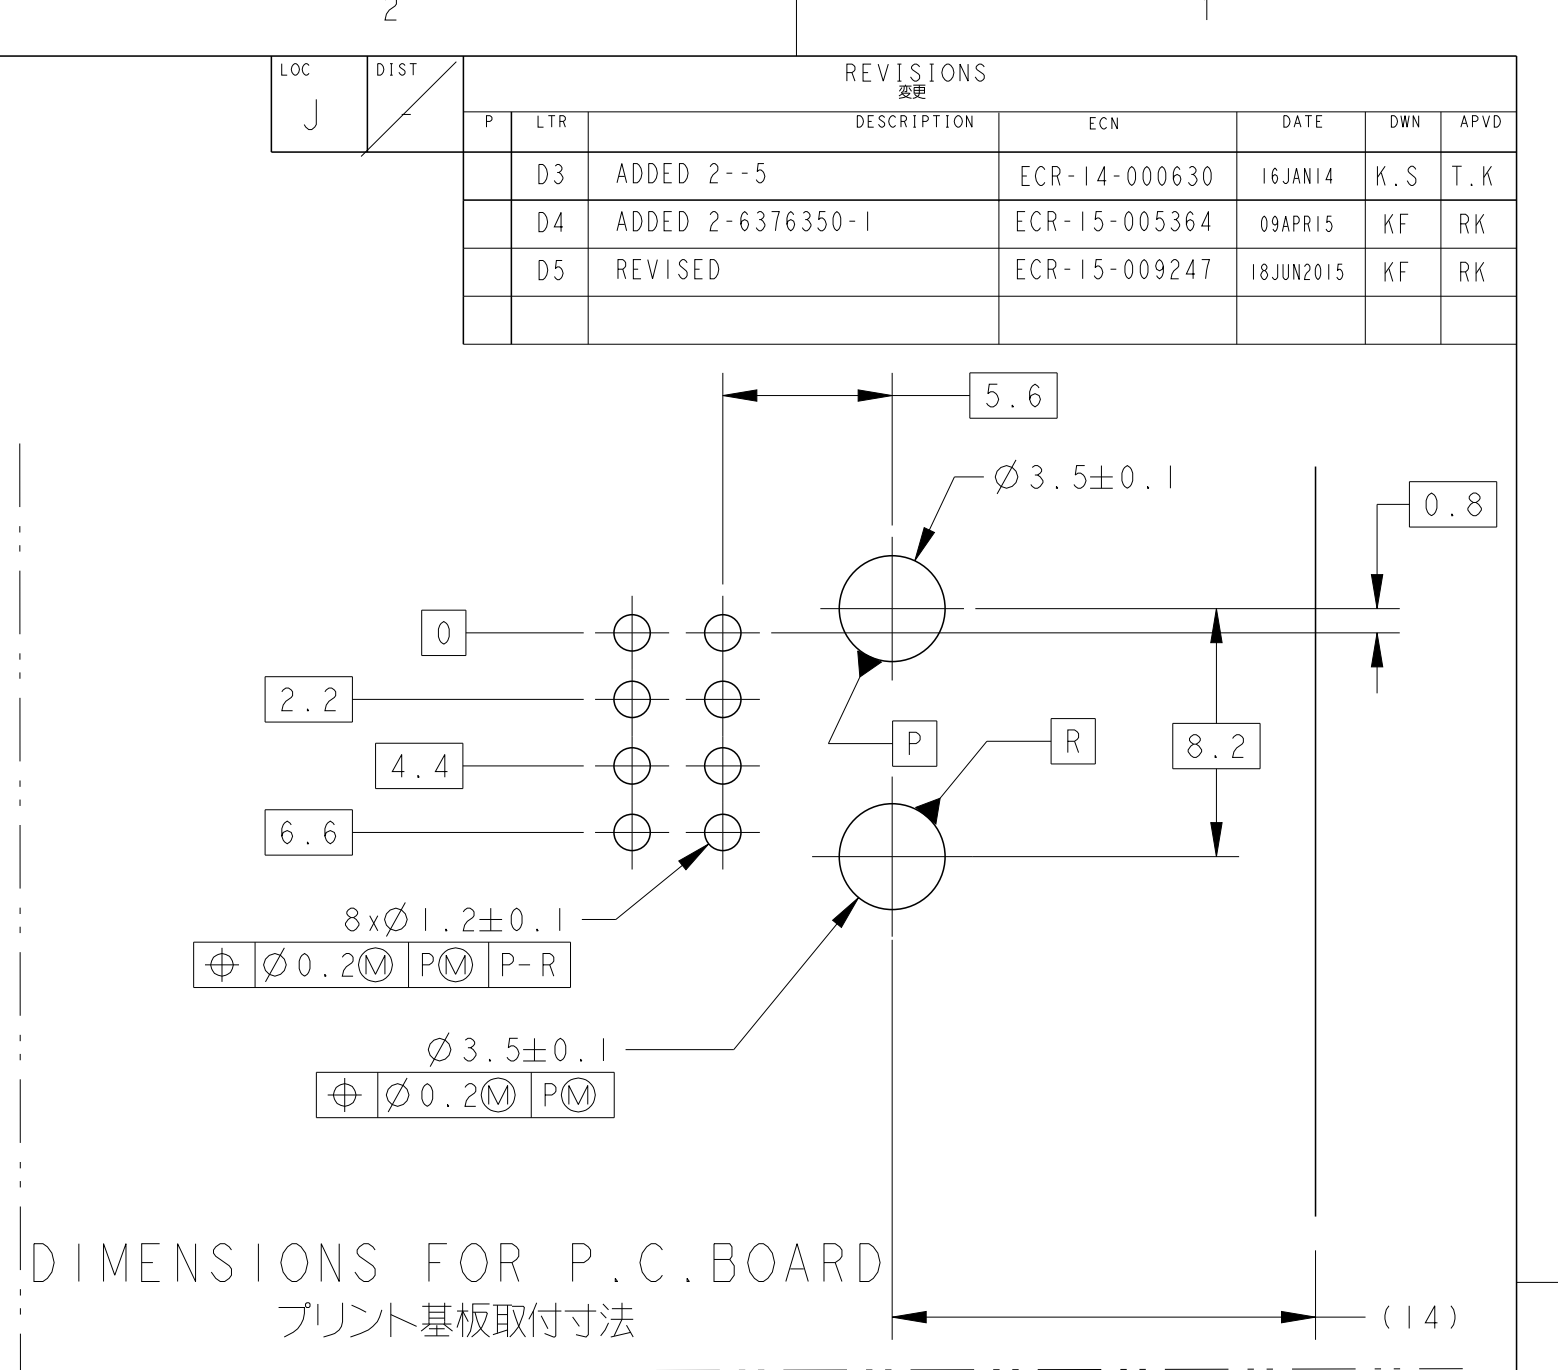 2 1
LOC DIST REVISIONS
変更
J -
P LTR DESCRIPTION ECN DATE DWN APVD
D3 ADDED 2--5 ECR-14-000630 16JAN14 K.S T.K
D4 ADDED 2-6376350-1 ECR-15-005364 09APR15 KF RK
D5 REVISED ECR-15-009247 18JUN2015 KF RK
5.6
Ø3.5±0.1
0.8
0
2.2
P R 8.2
4.4
6.6
8xØ1.2±0.1
⌖ Ø0.2Ⓜ PⓂ P-R
Ø3.5±0.1
⌖ Ø0.2Ⓜ PⓂ
DIMENSIONS FOR P.C.BOARD
プリント基板取付寸法
(14)